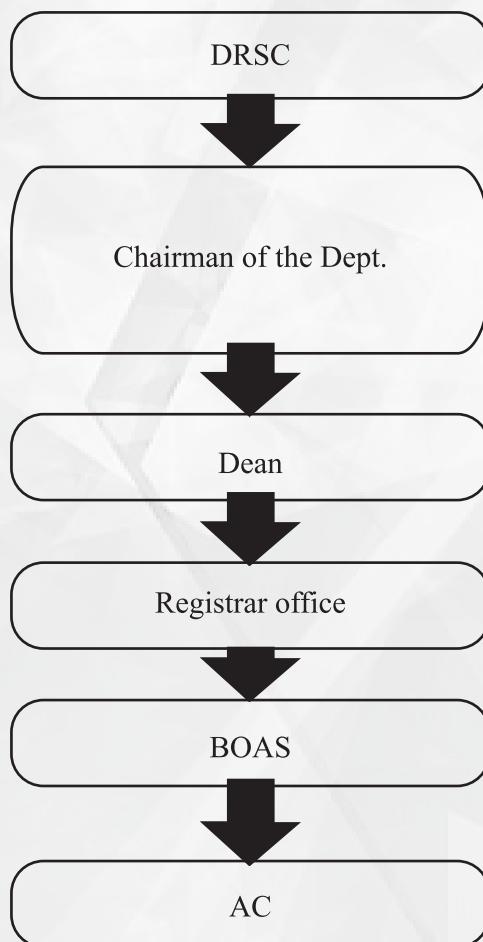 DRSC
Chairman of the Dept.
Dean
Registrar office
BOAS
AC